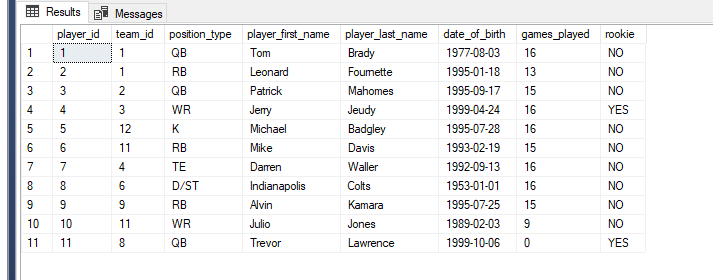 Results Messages
player_id team_id position_type player_first_name player_last_name date_of_birth games_played rookie
1 1 1 QB Tom Brady 1977-08-03 16 NO
2 2 1 RB Leonard Fournette 1995-01-18 13 NO
3 3 2 QB Patrick Mahomes 1995-09-17 15 NO
4 4 3 WR Jerry Jeudy 1999-04-24 16 YES
5 5 12 K Michael Badgley 1995-07-28 16 NO
6 6 11 RB Mike Davis 1993-02-19 15 NO
7 7 4 TE Darren Waller 1992-09-13 16 NO
8 8 6 D/ST Indianapolis Colts 1953-01-01 16 NO
9 9 9 RB Alvin Kamara 1995-07-25 15 NO
10 10 11 WR Julio Jones 1989-02-03 9 NO
11 11 8 QB Trevor Lawrence 1999-10-06 0 YES